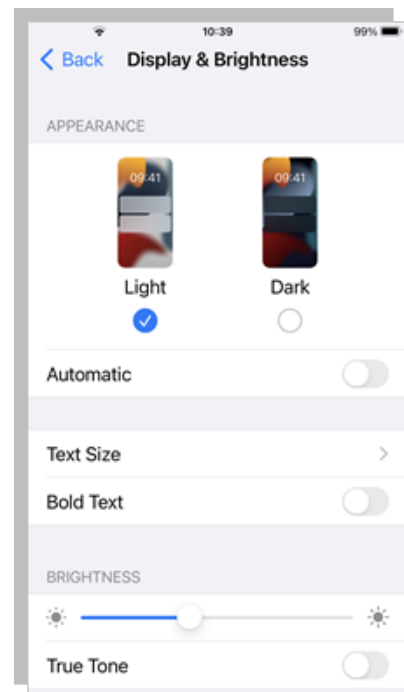 10:39 99%
Back Display & Brightness
APPEARANCE
09:41 09:41
Light Dark
Automatic
Text Size
Bold Text
BRIGHTNESS
True Tone